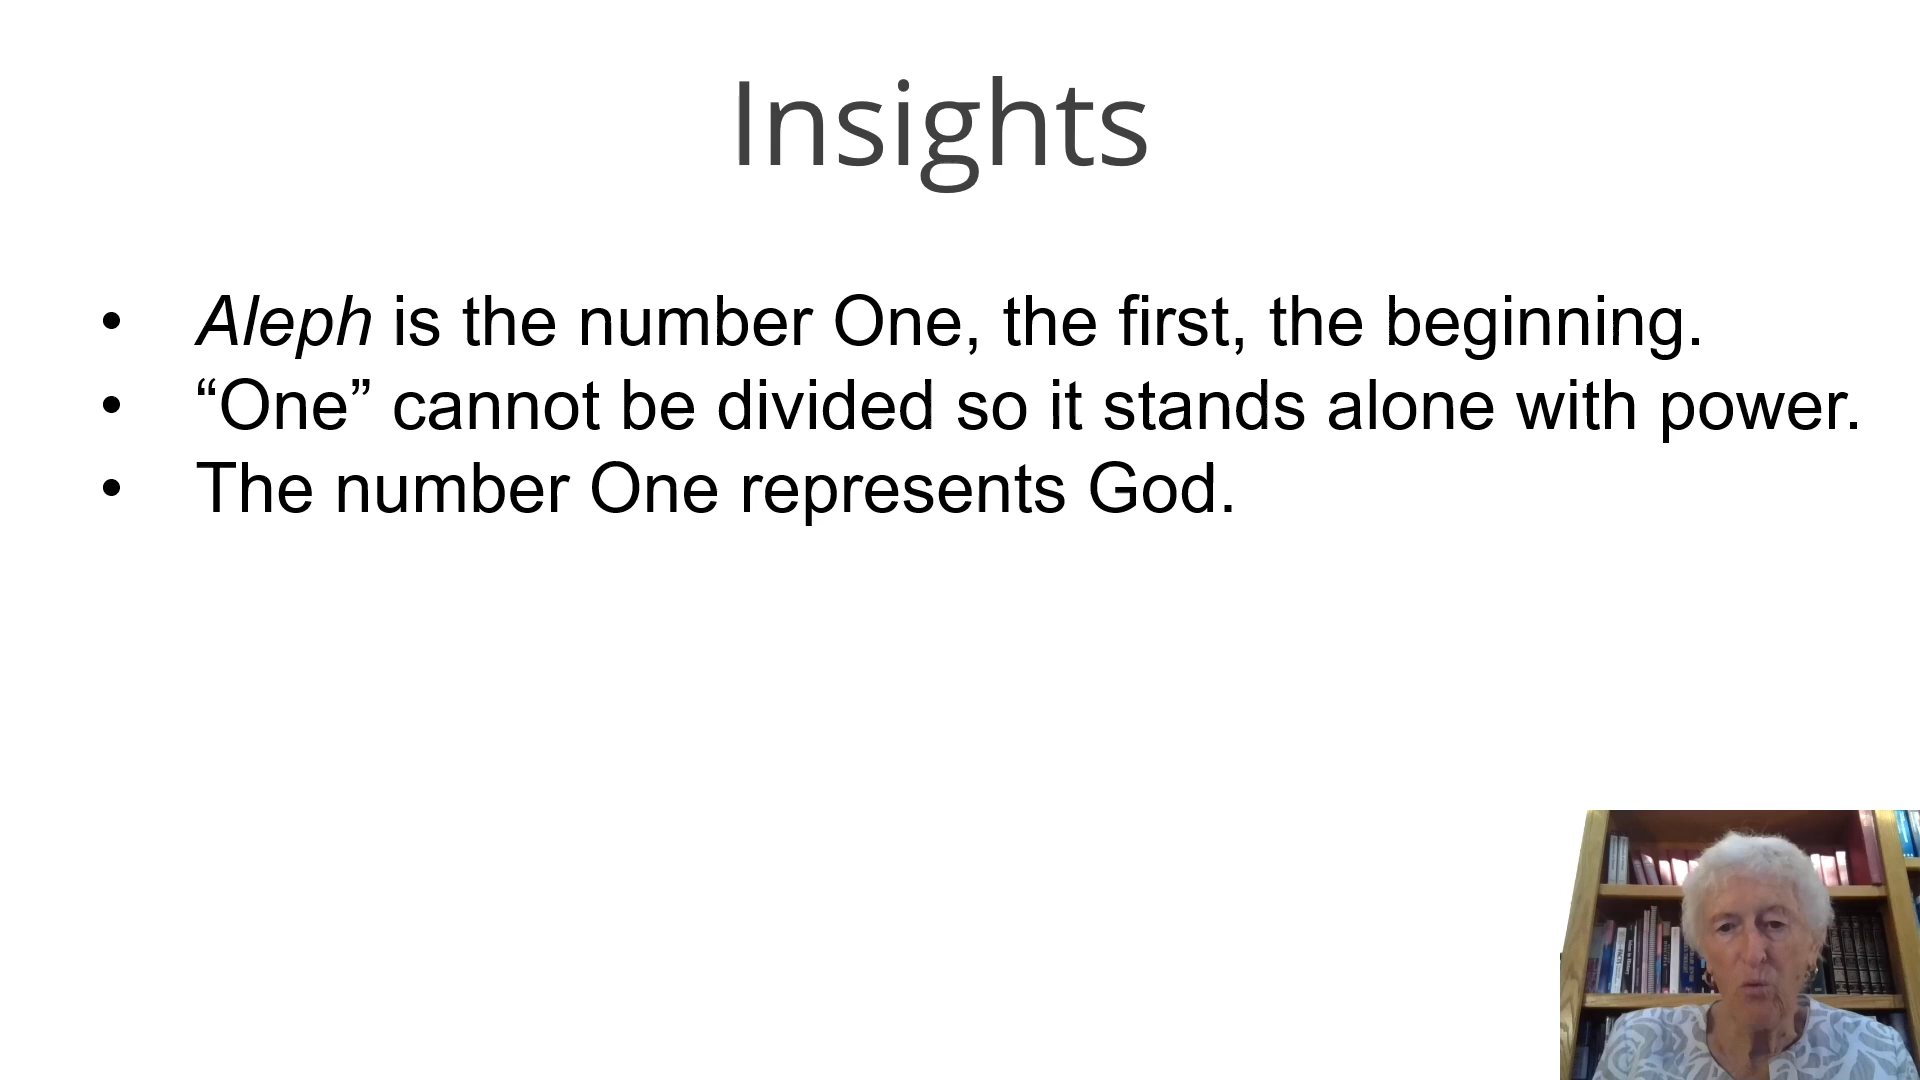 Insights
• Aleph is the number One, the first, the beginning.
• “One” cannot be divided so it stands alone with power.
• The number One represents God.